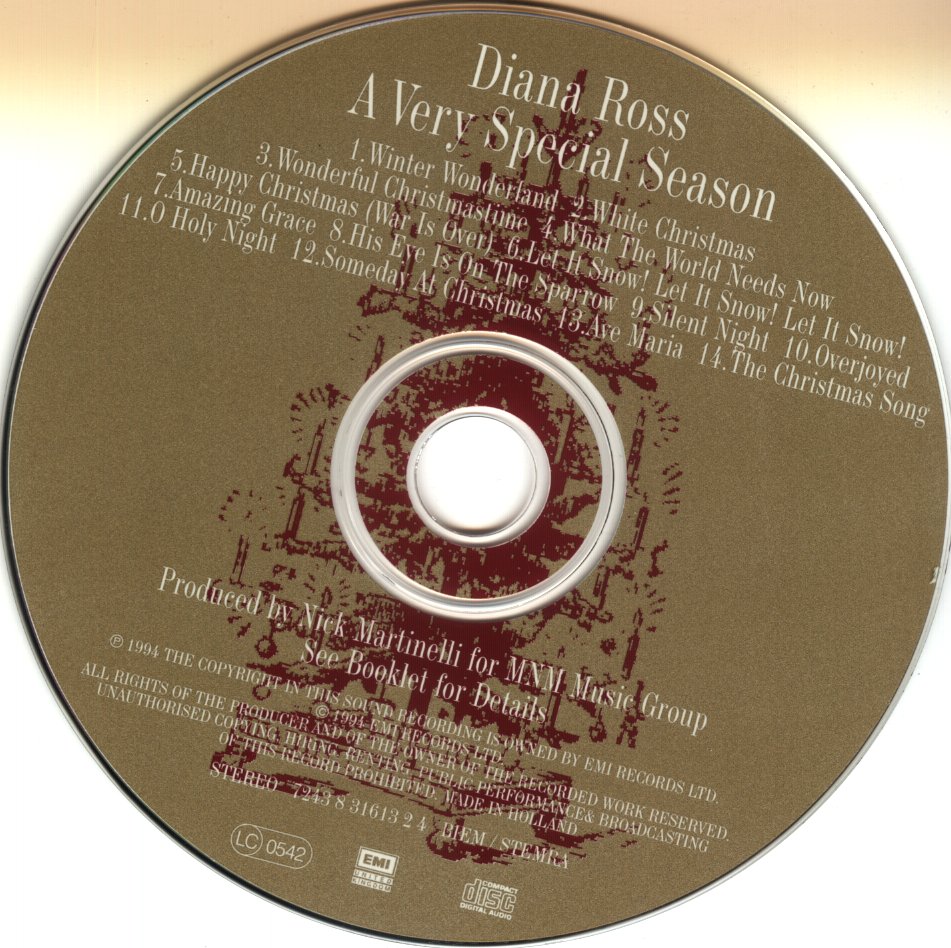 Diana Ross
A Very Special Season
1.Winter Wonderland 2.White Christmas
3.Wonderful Christmastime 4.What The World Needs Now
5.Happy Christmas (War Is Over) 6.Let It Snow! Let It Snow! Let It Snow!
7.Amazing Grace 8.His Eye Is On The Sparrow 9.Silent Night 10.Overjoyed
11.O Holy Night 12.Someday At Christmas 13.Ave Maria 14.The Christmas Song
Produced by Nick Martinelli for MNM Music Group
See Booklet for Details
℗ 1994 THE COPYRIGHT IN THIS SOUND RECORDING IS OWNED BY EMI RECORDS LTD.
© 1994 EMI RECORDS LTD.
ALL RIGHTS OF THE PRODUCER AND OF THE OWNER OF THE RECORDED WORK RESERVED
UNAUTHORISED COPYING, HIRING, RENTING, PUBLIC PERFORMANCE & BROADCASTING
OF THIS RECORD PROHIBITED. MADE IN HOLLAND
STEREO 7243 8 31613 2 4 BIEM / STEMRA
LC 0542
EMI
UNITED
KINGDOM
COMPACT
disc
DIGITAL AUDIO